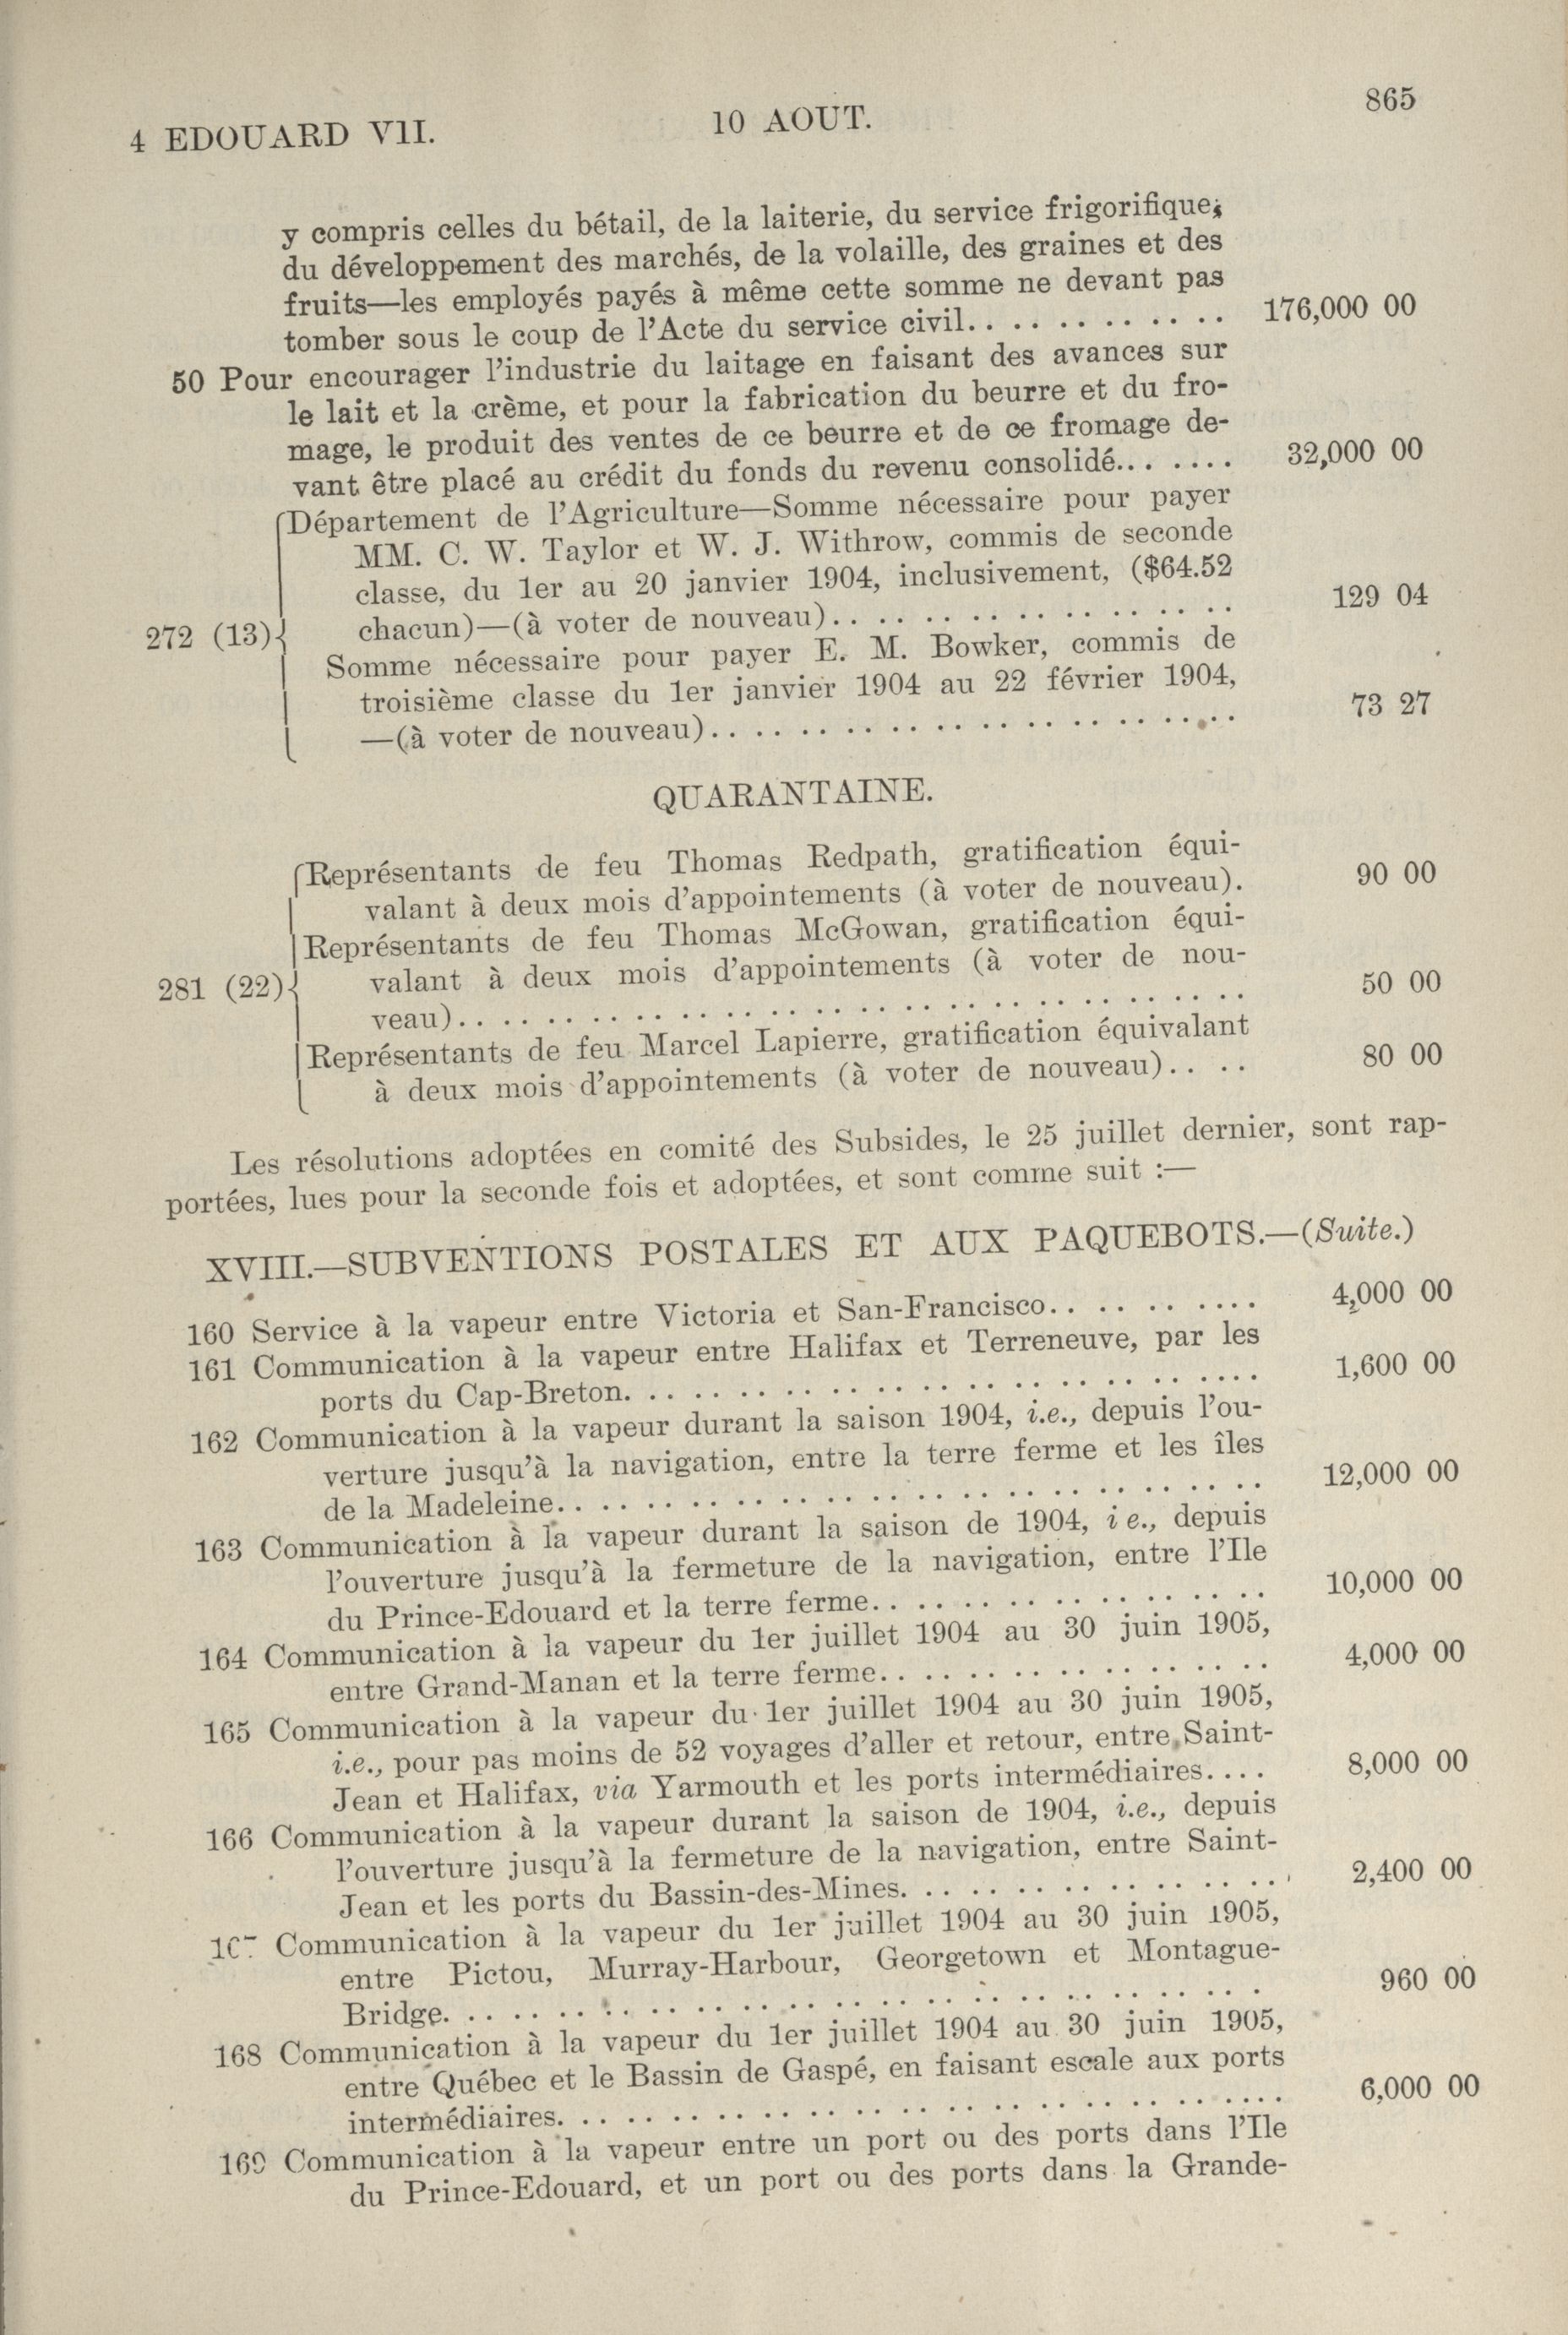 4 EDOUARD VII. 10 AOUT. 865
y compris celles du bétail, de la laiterie, du service frigorifique;
du développement des marchés, de la volaille, des graines et des
fruits—les employés payés à même cette somme ne devant pas
tomber sous le coup de l'Acte du service civil.. .. .. .. .. .. 176,000 00
50 Pour encourager l'industrie du laitage en faisant des avances sur
le lait et la crème, et pour la fabrication du beurre et du fro-
mage, le produit des ventes de ce beurre et de ce fromage de-
vant être placé au crédit du fonds du revenu consolidé... .. .. 32,000 00
Département de l'Agriculture—Somme nécessaire pour payer
MM. C. W. Taylor et W. J. Withrow, commis de seconde
classe, du 1er au 20 janvier 1904, inclusivement, ($64.52
chacun)—(à voter de nouveau).. .. .. .. .. .. .. .. .. 129 04
272 (13)
Somme nécessaire pour payer E. M. Bowker, commis de
troisième classe du 1er janvier 1904 au 22 février 1904,
—(à voter de nouveau).. .. .. .. .. .. .. .. .. .. .. .. 73 27
QUARANTAINE.
Représentants de feu Thomas Redpath, gratification équi-
valant à deux mois d'appointements (à voter de nouveau). 90 00
Représentants de feu Thomas McGowan, gratification équi-
281 (22) valant à deux mois d'appointements (à voter de nou-
veau).. .. .. .. .. .. .. .. .. .. .. .. .. .. .. .. .. 50 00
Représentants de feu Marcel Lapierre, gratification équivalant
à deux mois d'appointements (à voter de nouveau).. .. 80 00
Les résolutions adoptées en comité des Subsides, le 25 juillet dernier, sont rap-
portées, lues pour la seconde fois et adoptées, et sont comme suit :—
XVIII.—SUBVENTIONS POSTALES ET AUX PAQUEBOTS.—(Suite.)
160 Service à la vapeur entre Victoria et San-Francisco.. .. .. .... 4,000 00
161 Communication à la vapeur entre Halifax et Terreneuve, par les
ports du Cap-Breton. .. .. .. .. .. .. .. .. .. .. .. .. .... 1,600 00
162 Communication à la vapeur durant la saison 1904, i.e., depuis l'ou-
verture jusqu'à la navigation, entre la terre ferme et les îles
de la Madeleine.. .. .. .. .. .. .. .. .. .. .. .. .. .. .. .. 12,000 00
163 Communication à la vapeur durant la saison de 1904, i e., depuis
l'ouverture jusqu'à la fermeture de la navigation, entre l'Ile
du Prince-Edouard et la terre ferme.. .. .. .. .. .. .. .. .. 10,000 00
164 Communication à la vapeur du 1er juillet 1904 au 30 juin 1905,
entre Grand-Manan et la terre ferme.. .. .. .. .. .. .. .. .. 4,000 00
165 Communication à la vapeur du 1er juillet 1904 au 30 juin 1905,
i.e., pour pas moins de 52 voyages d'aller et retour, entre Saint-
Jean et Halifax, via Yarmouth et les ports intermédiaires.. .. 8,000 00
166 Communication à la vapeur durant la saison de 1904, i.e., depuis
l'ouverture jusqu'à la fermeture de la navigation, entre Saint-
Jean et les ports du Bassin-des-Mines. .. .. .. .. .. .. .. .. 2,400 00
Communication à la vapeur du 1er juillet 1904 au 30 juin 1905,
entre Pictou, Murray-Harbour, Georgetown et Montague-
Bridge. .. .. .. .. .. .. .. .. .. .. .. .. .. .. .. .. .. .. 960 00
168 Communication à la vapeur du 1er juillet 1904 au 30 juin 1905,
entre Québec et le Bassin de Gaspé, en faisant escale aux ports
intermédiaires. .. .. .. .. .. .. .. .. .. .. .. .. .. .. .... 6,000 00
169 Communication à la vapeur entre un port ou des ports dans l'Ile
du Prince-Edouard, et un port ou des ports dans la Grande-